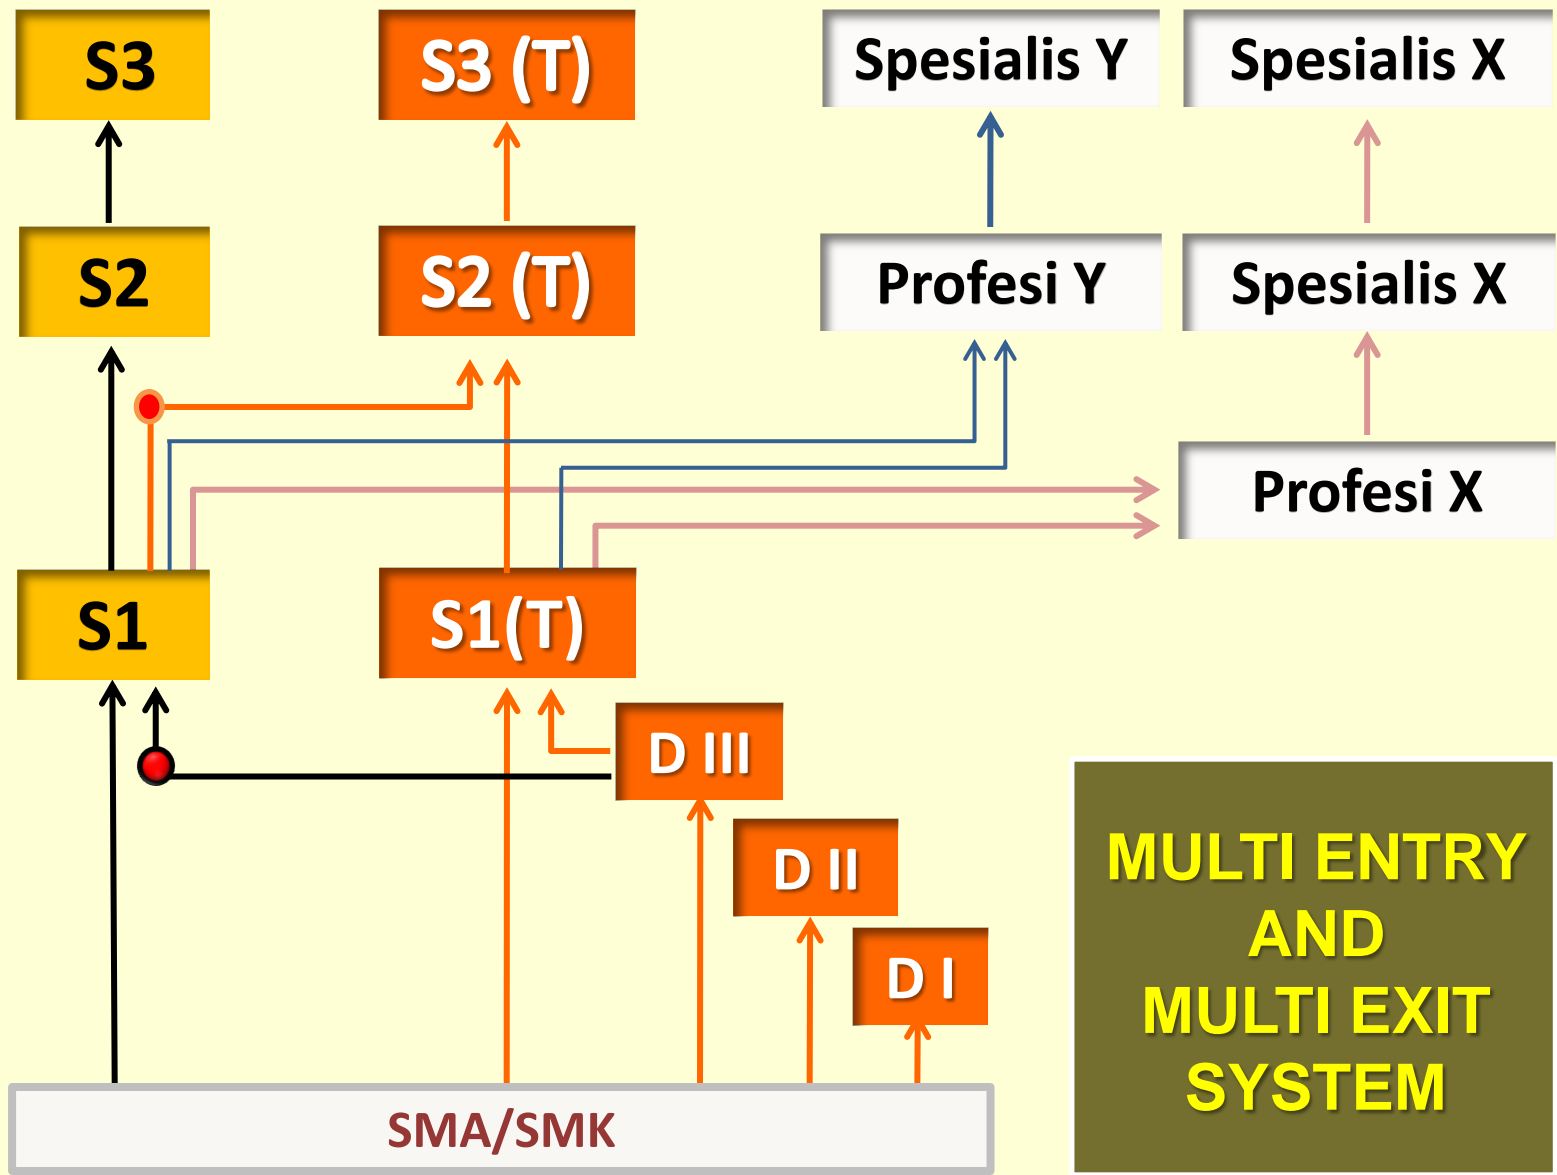 S3
S3 (T)
Spesialis Y
Spesialis X
S2
S2 (T)
Profesi Y
Spesialis X
Profesi X
S1
S1(T)
D III
D II
D I
MULTI ENTRY
AND
MULTI EXIT
SYSTEM
SMA/SMK